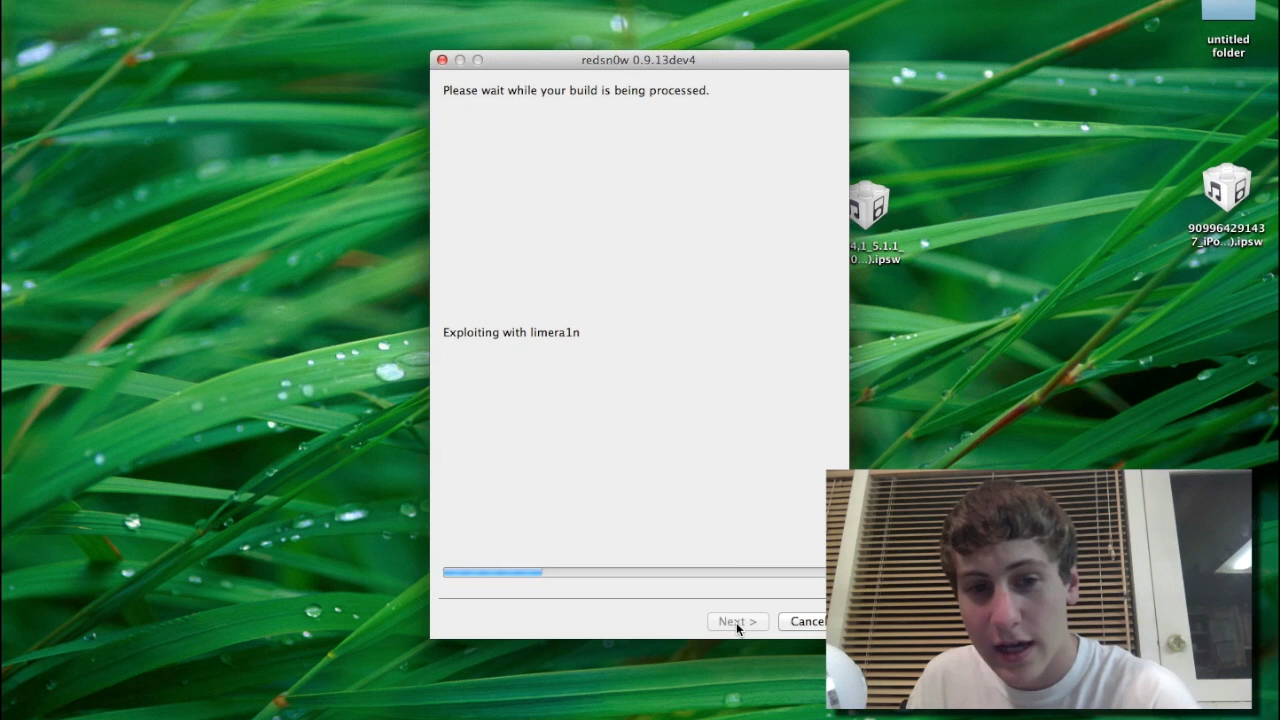 untitled
folder
redsn0w 0.9.13dev4
Please wait while your build is being processed.
4,1_5.1.1_
0...).ipsw
90996429143
7_iPo...).ipsw
Exploiting with limera1n
Next >
Cancel